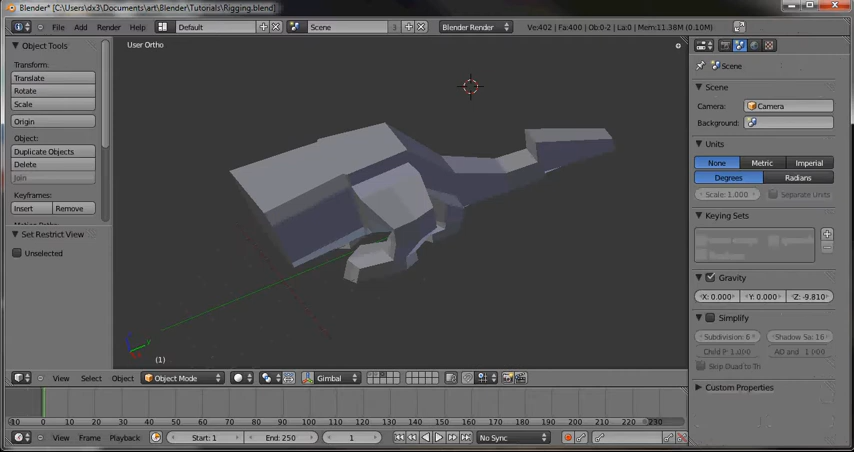 Blender* [C:\Users\dx3\Documents\art\Blender\Tutorials\Rigging.blend]
File Add Render Help Default Scene 3 Blender Render Ve:402 | Fa:400 | Ob:0-2 | La:0 | Mem:11.38M (0.10M)
Object Tools
Transform:
Translate
Rotate
Scale
Origin
Object:
Duplicate Objects
Delete
Join
Keyframes:
Insert Remove
Set Restrict View
Unselected
User Ortho
y
(1)
Scene
Scene
Camera: Camera
Background:
Units
None Metric Imperial
Degrees Radians
Scale: 1.000 Separate Units
Keying Sets
Gravity
X: 0.000 Y: 0.000 Z: -9.810
Simplify
Subdivision: 6 Shadow Sa: 16
Child P: 1.000 AO and 1.000
Skip Quad to Tri
Custom Properties
View Select Object Object Mode Gimbal
-10 0 10 20 30 40 50 60 70 80 90 100 110 120 130 140 150 160 170 180 190 200 210 220 230
View Frame Playback Start: 1 End: 250 1 No Sync